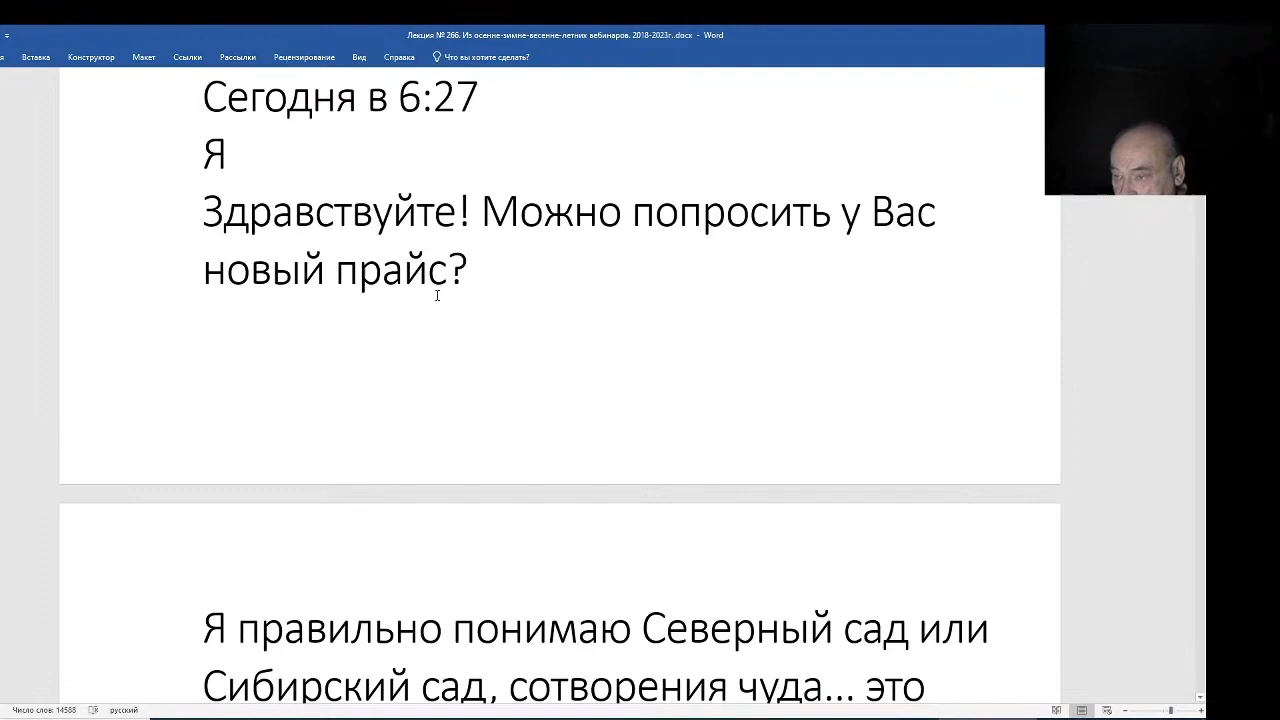 Лекция № 266. Из осенне-зимне-весенне-летних вебинаров. 2018-2023г..docx - Word
я Вставка Конструктор Макет Ссылки Рассылки Рецензирование Вид Справка Что вы хотите сделать?
Сегодня в 6:27
Я
Здравствуйте! Можно попросить у Вас
новый прайс?
Я правильно понимаю Северный сад или
Сибирский сад, сотворения чуда... это
Число слов: 14588 русский